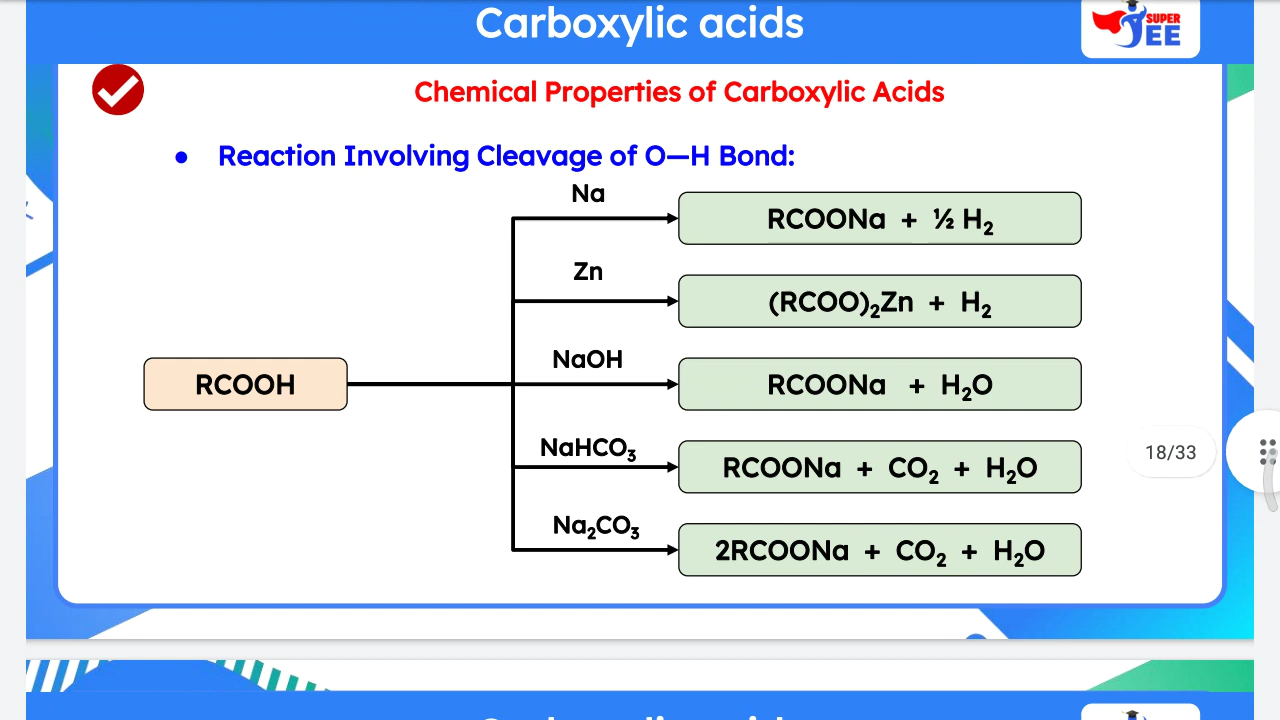 Carboxylic acids
SUPER
JEE
Chemical Properties of Carboxylic Acids
● Reaction Involving Cleavage of O—H Bond:
Na
RCOONa + ½ H₂
Zn
(RCOO)₂Zn + H₂
NaOH
RCOOH
RCOONa + H₂O
NaHCO₃
RCOONa + CO₂ + H₂O
18/33
Na₂CO₃
2RCOONa + CO₂ + H₂O